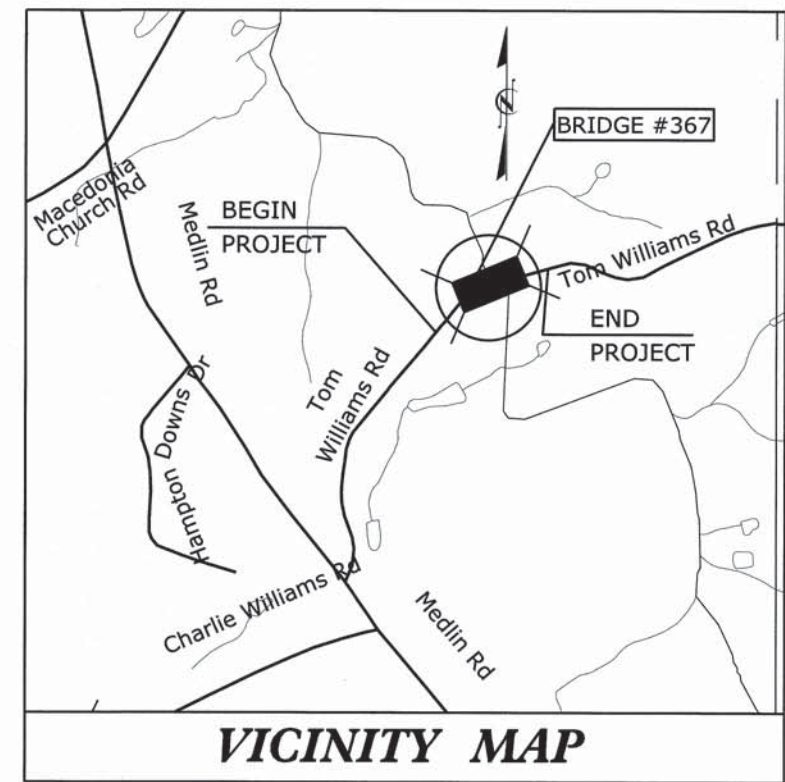 BRIDGE #367
Macedonia
Church Rd
Medlin Rd
BEGIN
PROJECT
Tom Williams Rd
END
PROJECT
Tom
Williams Rd
Hampton Downs Dr
Charlie Williams Rd
Medlin Rd
VICINITY MAP